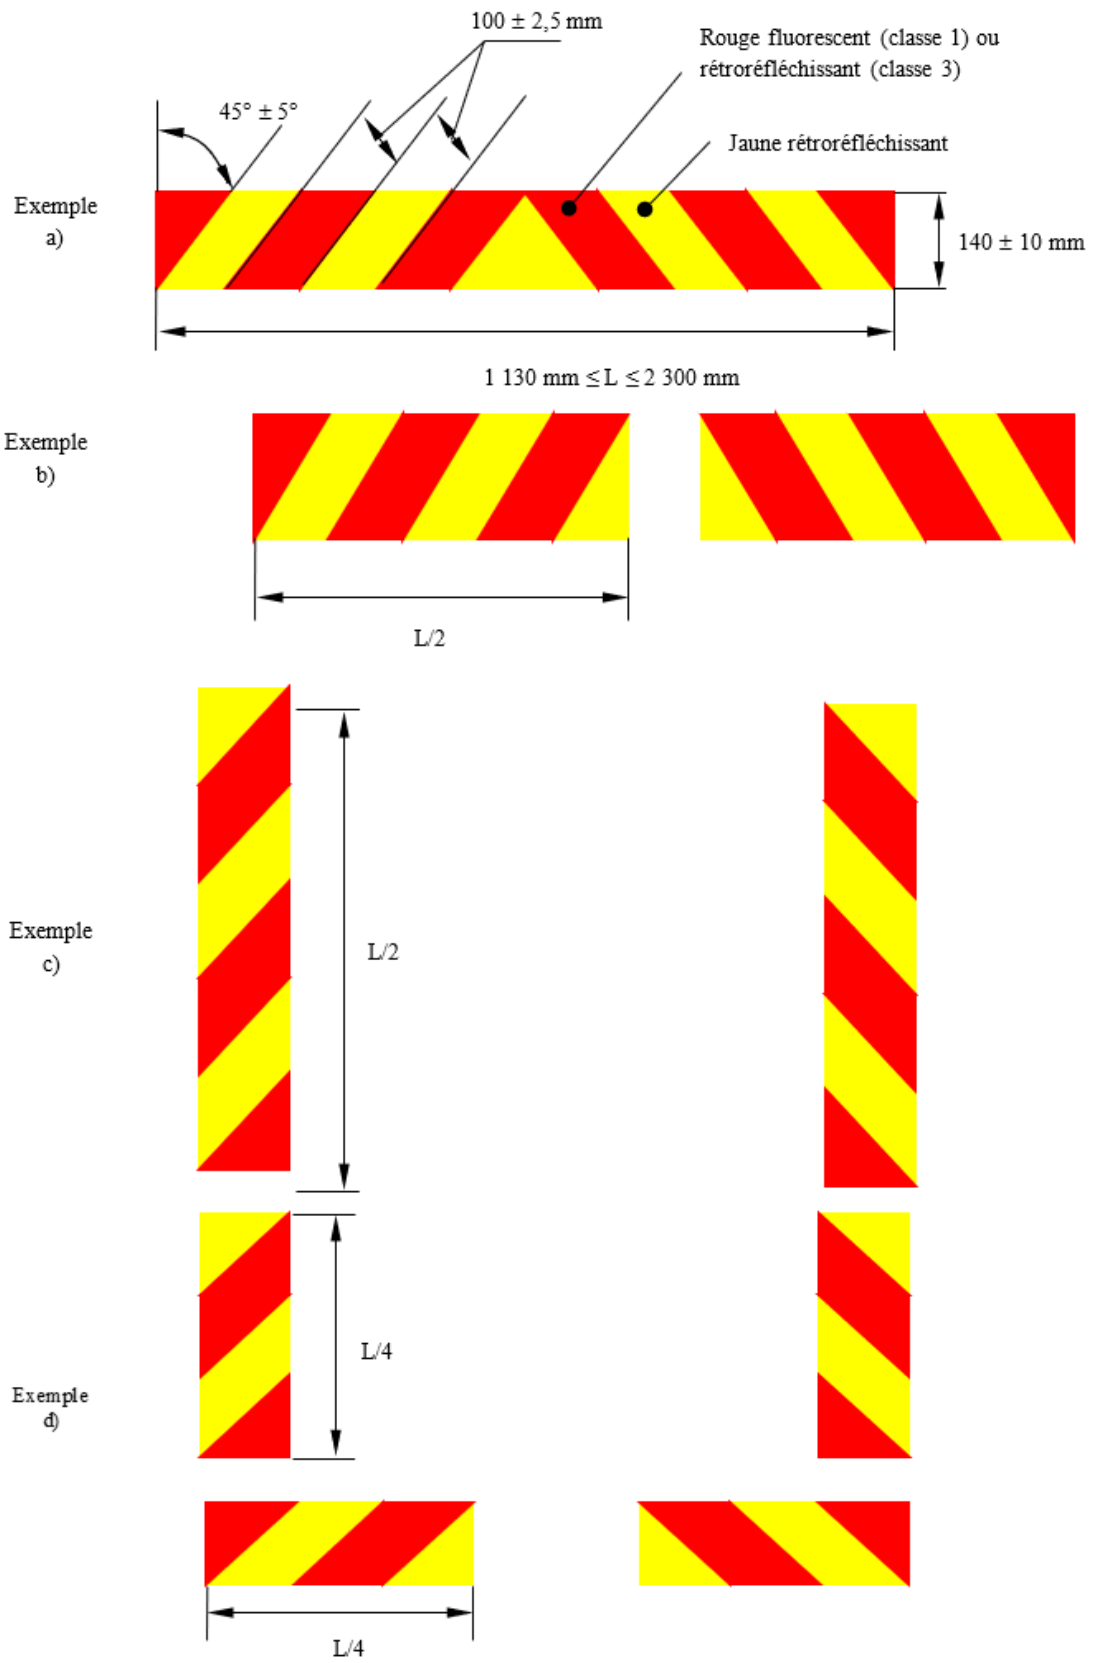 100 ± 2,5 mm
Rouge fluorescent (classe 1) ou
rétroréfléchissant (classe 3)
45° ± 5°
Jaune rétroréfléchissant
Exemple
a)
140 ± 10 mm
1 130 mm ≤ L ≤ 2 300 mm
Exemple
b)
L/2
Exemple
c)
L/2
L/4
Exemple
d)
L/4